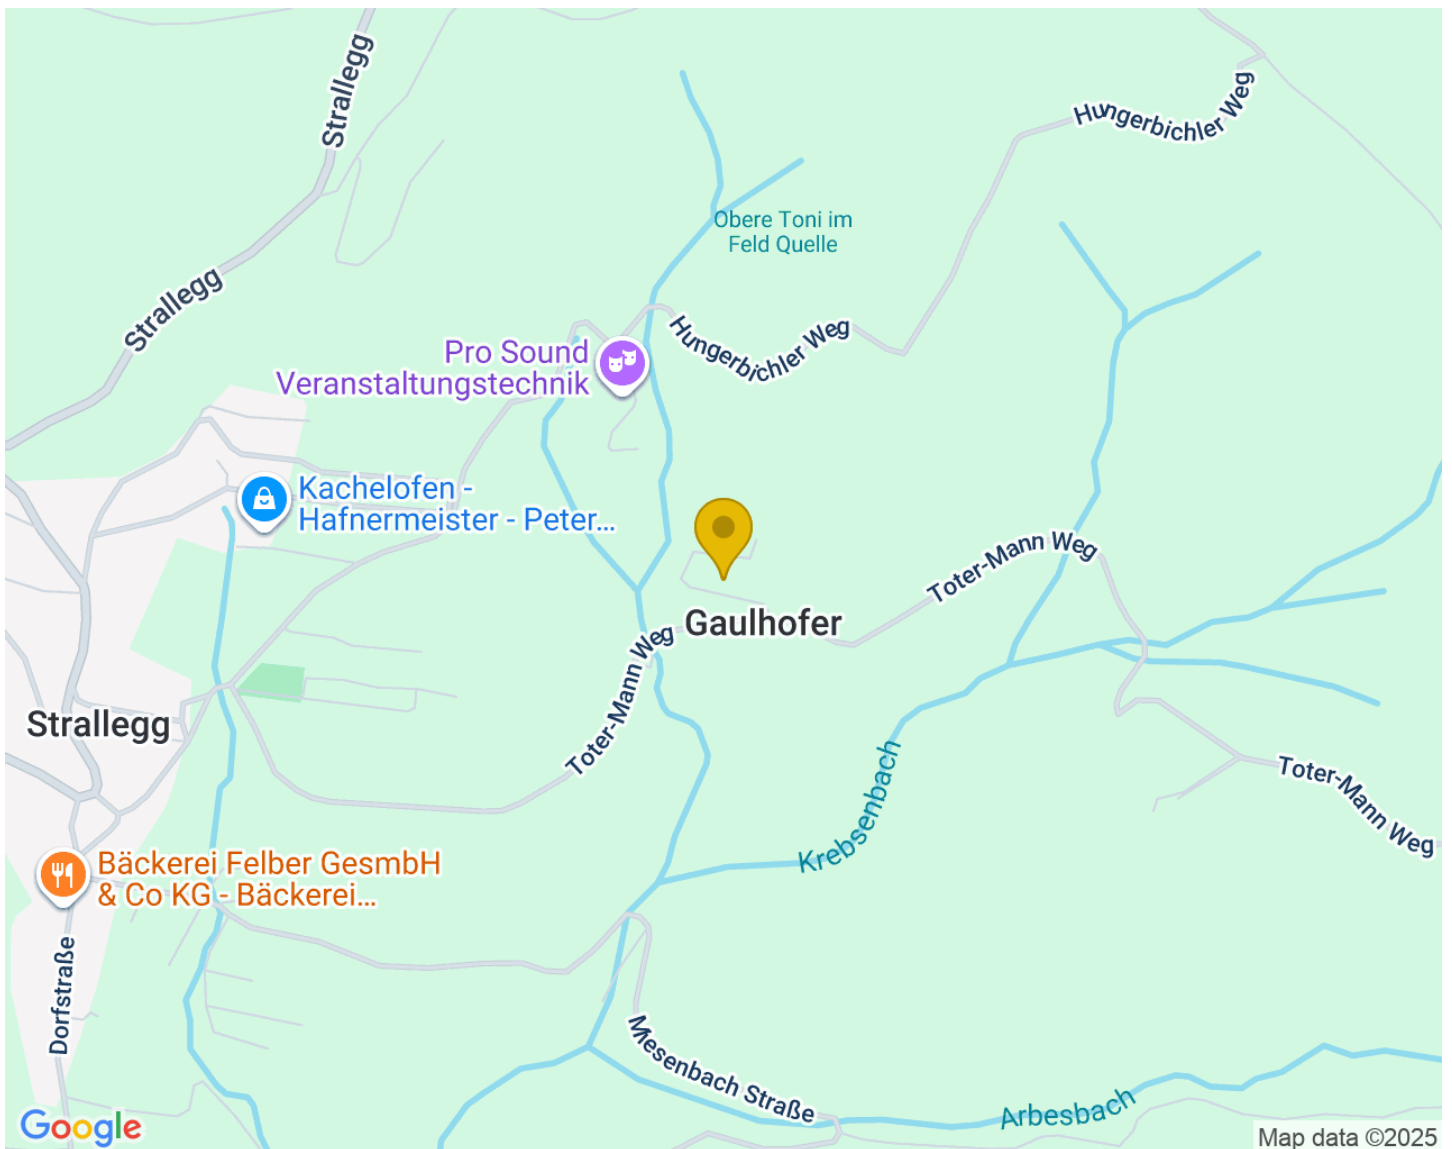 Strallegg
Hungerbichler Weg
Obere Toni im
Feld Quelle
Strallegg
Hungerbichler Weg
Pro Sound
Veranstaltungstechnik
Kachelofen -
Hafnermeister - Peter...
Toter-Mann Weg
Gaulhofer
Toter-Mann Weg
Strallegg
Krebsenbach
Toter-Mann Weg
Bäckerei Felber GesmbH
& Co KG - Bäckerei...
Dorfstraße
Miesenbach Straße
Arbesbach
Google
Map data ©2025